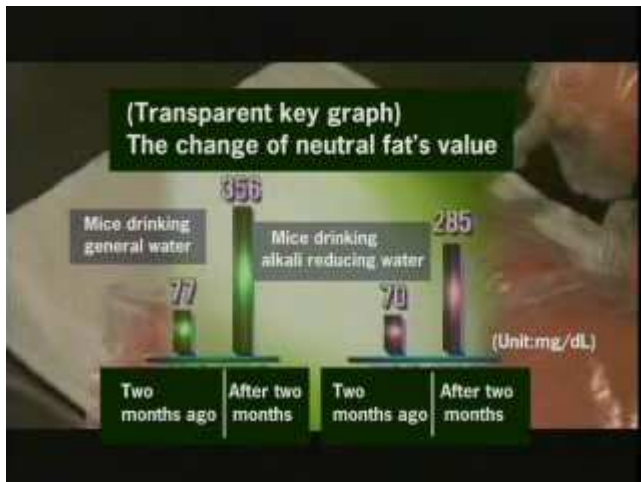 (Transparent key graph)
The change of neutral fat's value
356
Mice drinking
general water
77
285
Mice drinking
alkali reducing water
70
(Unit:mg/dL)
Two
months ago
After two
months
Two
months ago
After two
months